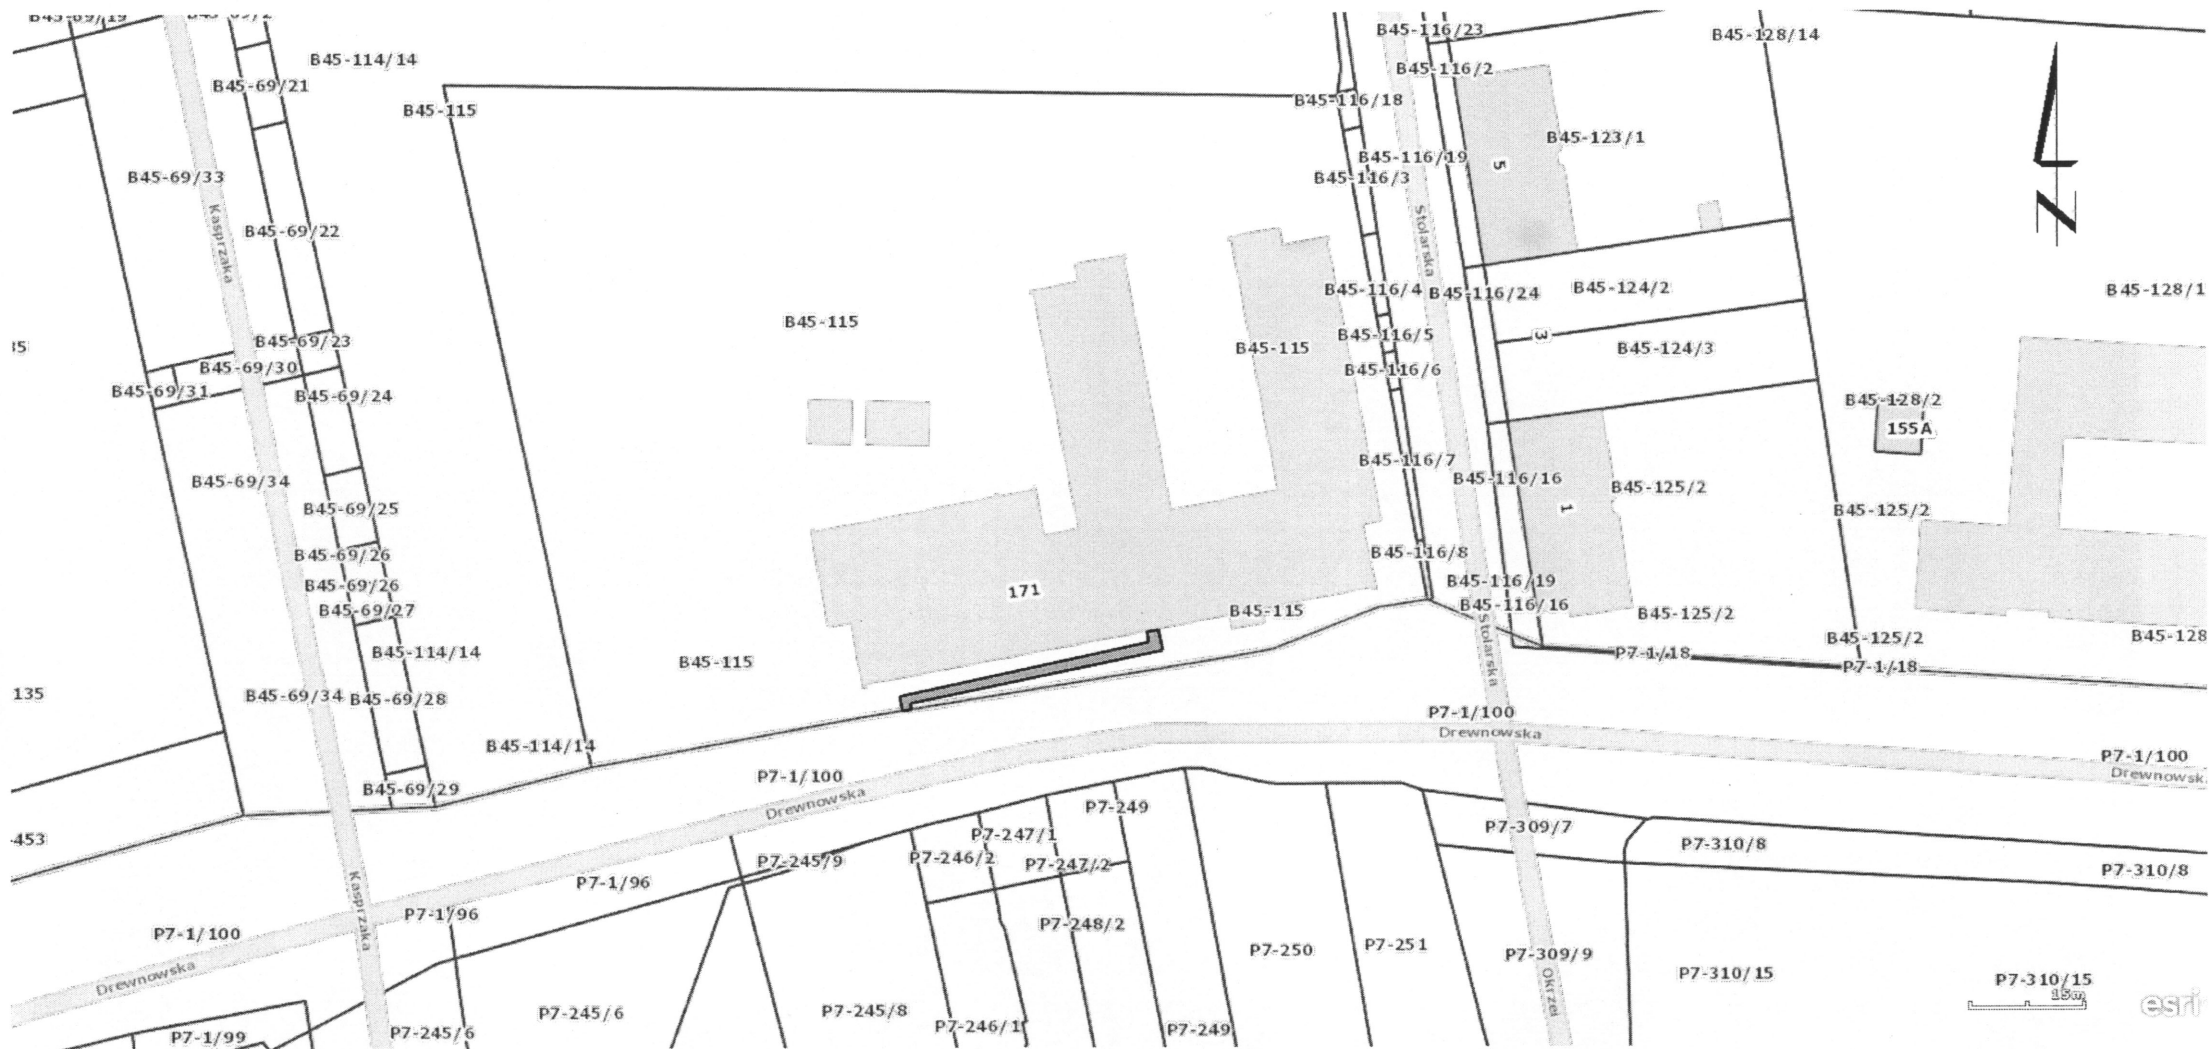 B45-69/19
B45-69/2
B45-116/23
B45-128/14
B45-114/14
B45-116/2
B45-69/21
B45-116/18
B45-115
B45-123/1
B45-116/19
5
B45-69/33
B45-116/3
Kasprzaka
B45-69/22
Stolarska
N
B45-116/4
B45-116/24
B45-124/2
B45-128/1
B45-115
B45-116/5
3
B45-69/23
B45-115
B45-124/3
B45-69/30
B45-116/6
B45-69/31
B45-69/24
B45-128/2
155A
B45-116/7
B45-69/34
B45-116/16
B45-125/2
B45-69/25
1
B45-125/2
B45-69/26
B45-116/8
B45-69/26
B45-116/19
171
B45-69/27
B45-115
B45-116/16
B45-125/2
B45-125/2
B45-128
B45-114/14
B45-115
Stolarska
P7-1/18
P7-1/18
135
B45-69/34
B45-69/28
P7-1/100
Drewnowska
B45-114/14
P7-1/100
P7-1/100
Drewnowsk
B45-69/29
Drewnowska
P7-249
P7-247/1
P7-309/7
-453
P7-245/9
P7-246/2
P7-247/2
P7-310/8
P7-310/8
P7-1/96
Kasprzaka
P7-1/96
P7-248/2
P7-1/100
P7-250
P7-251
P7-309/9
Drewnowska
P7-310/15
P7-310/15
Okrzei
15m
esri
P7-245/6
P7-245/8
P7-246/1
P7-249
P7-1/99
P7-245/6